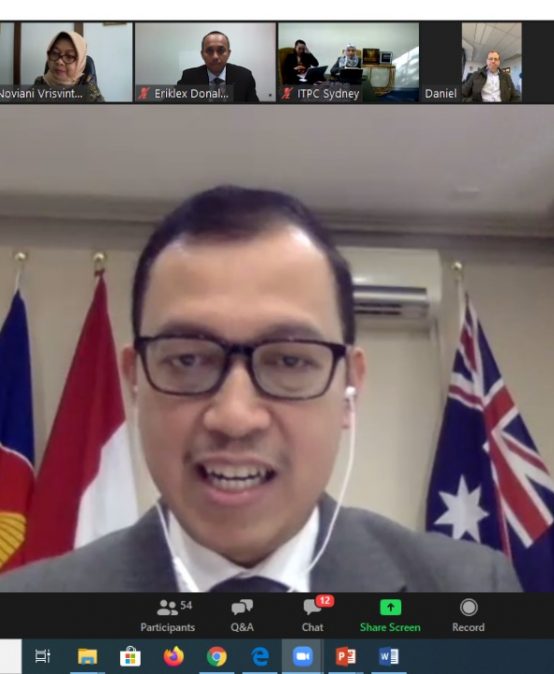 Noviani Vrisvint...
Eriklex Donal...
ITPC Sydney
Daniel
54
12
Participants
Q&A
Chat
Share Screen
Record